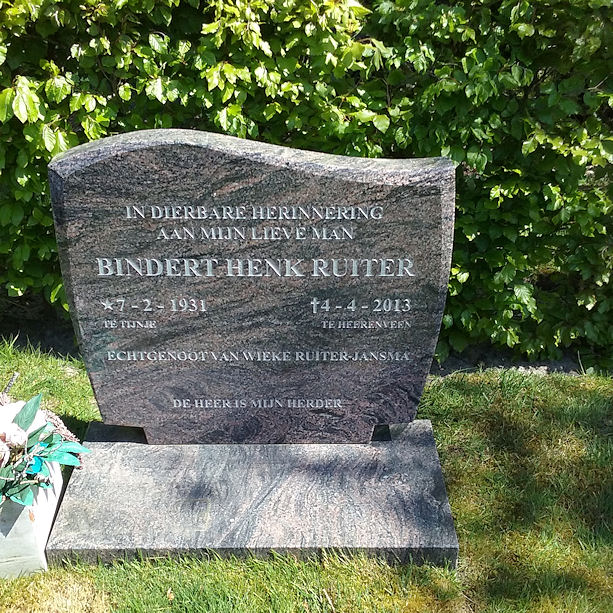 IN DIERBARE HERINNERING
AAN MIJN LIEVE MAN
BINDERT HENK RUITER
★7-2-1931 †4-4-2013
TE TIJNJE TE HEERENVEEN
ECHTGENOOT VAN WIEKE RUITER-JANSMA
DE HEER IS MIJN HERDER